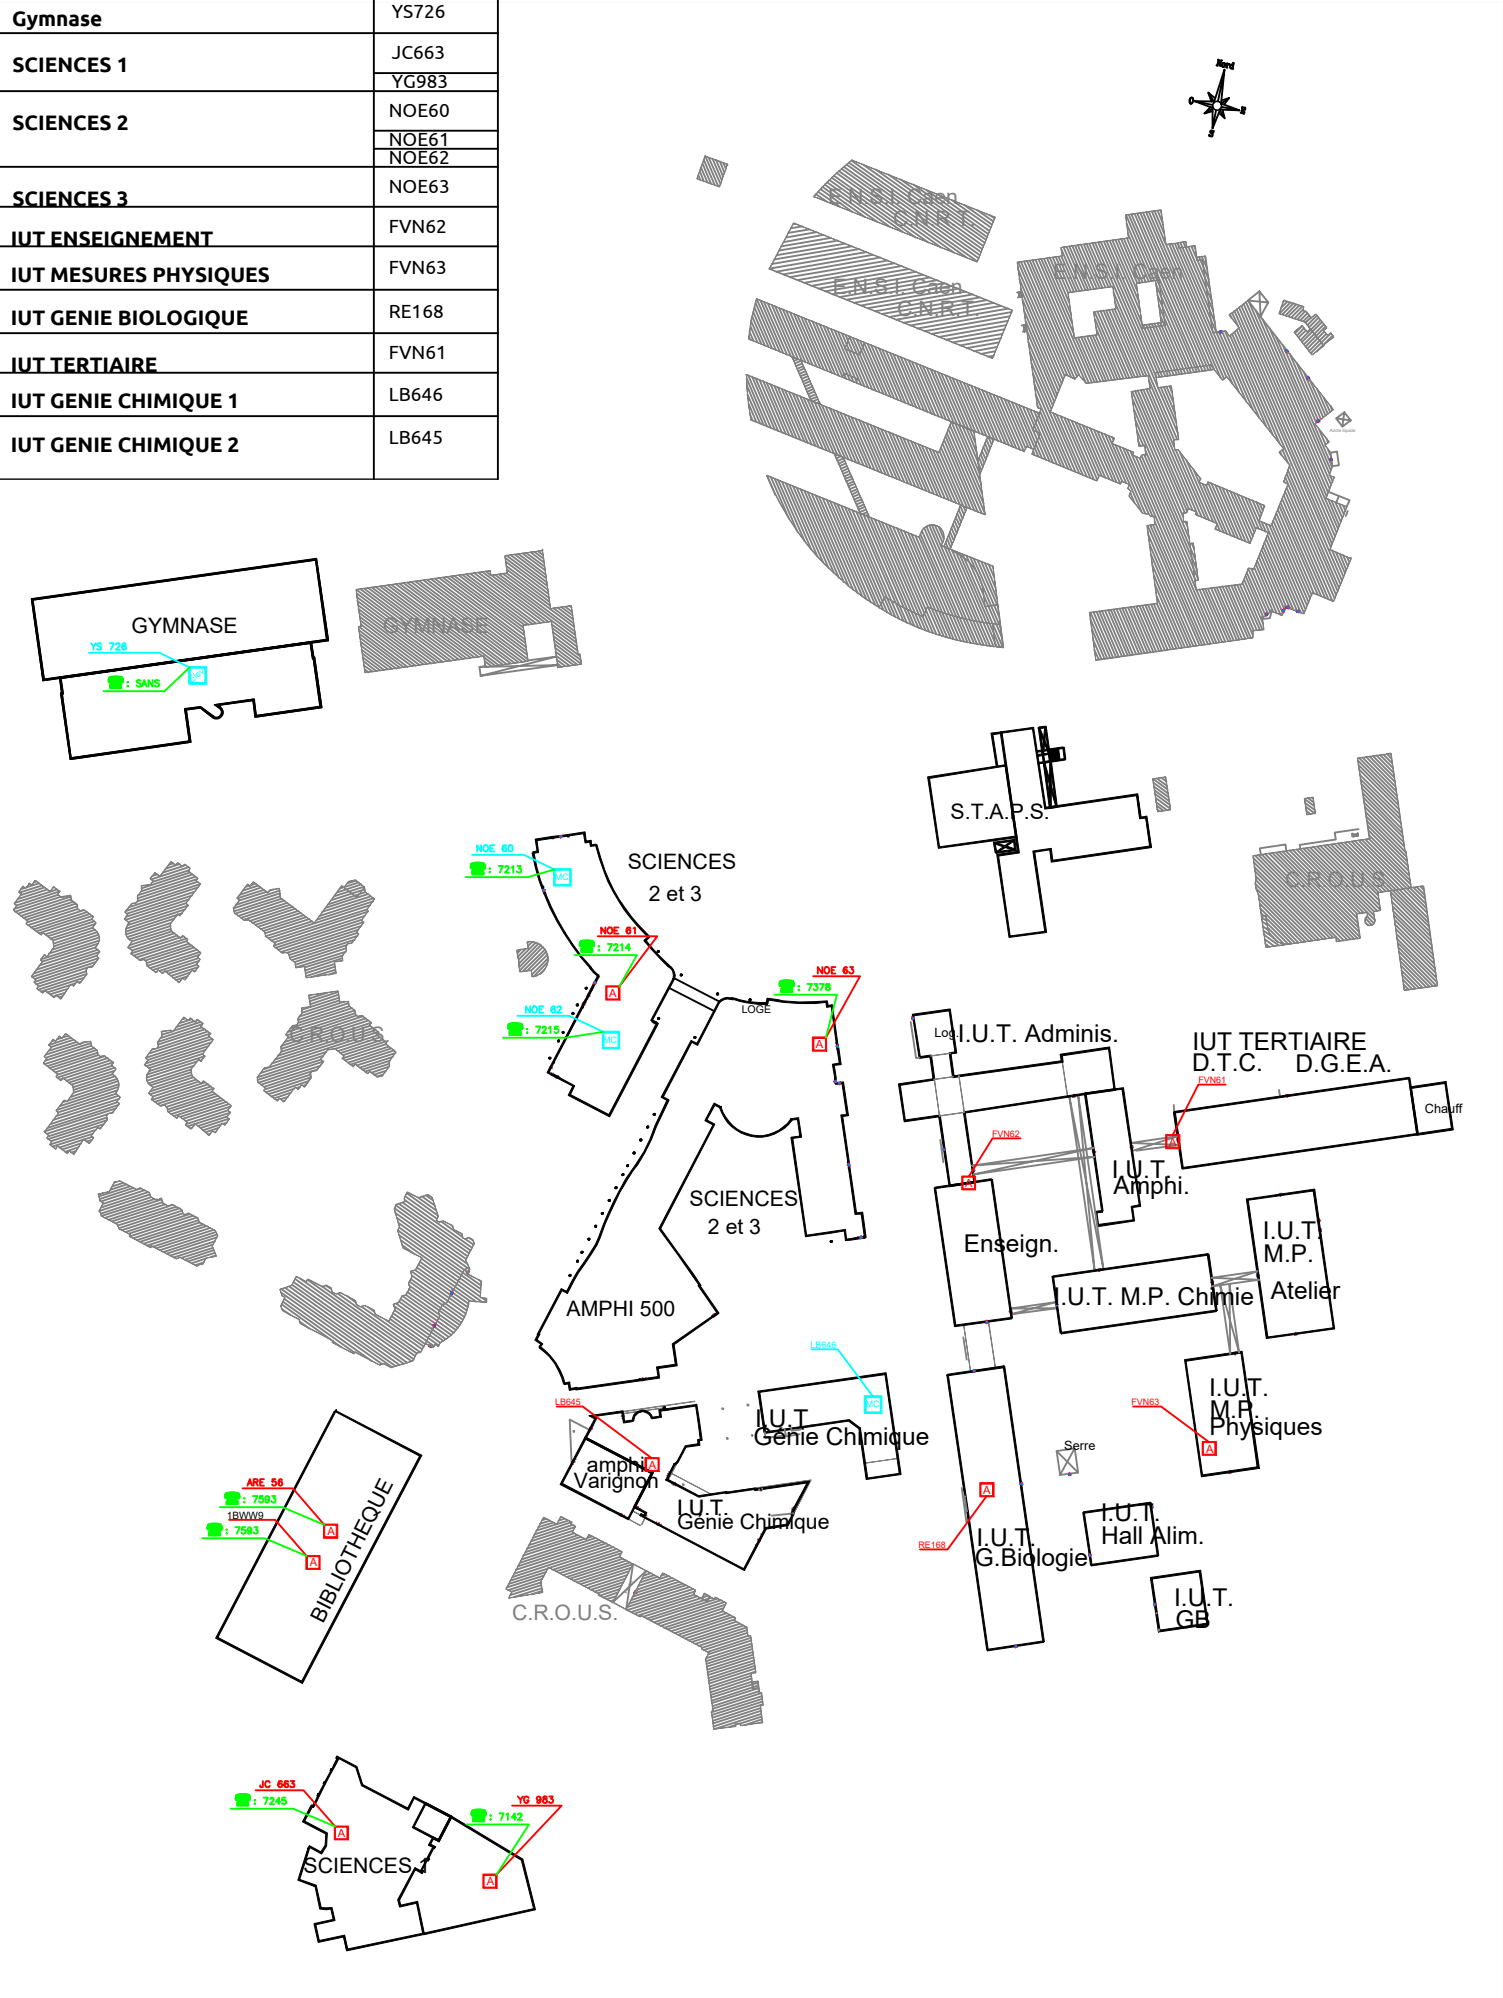 Gymnase YS726
SCIENCES 1 JC663
YG983
SCIENCES 2 NOE60
NOE61
NOE62
SCIENCES 3 NOE63
IUT ENSEIGNEMENT FVN62
IUT MESURES PHYSIQUES FVN63
IUT GENIE BIOLOGIQUE RE168
IUT TERTIAIRE FVN61
IUT GENIE CHIMIQUE 1 LB646
IUT GENIE CHIMIQUE 2 LB645
Nord
O
E
S
E.N.S.I. Caen
C.N.R.T.
E.N.S.I. Caen
C.N.R.T.
E.N.S.I. Caen
GYMNASE
YS 726
: SANS
GYMNASE
S.T.A.P.S.
C.R.O.U.S
NOE 60
: 7213
MC
SCIENCES
2 et 3
NOE 61
: 7214
A
NOE 62
: 7215
MC
NOE 63
: 7378
A
LOGE
C.R.O.U.S.
Log.
I.U.T. Adminis.
IUT TERTIAIRE
D.T.C. D.G.E.A.
FVN61
A
Chauff
FVN62
A
I.U.T.
Amphi.
SCIENCES
2 et 3
Enseign.
I.U.T.
M.P.
Atelier
I.U.T. M.P. Chimie
AMPHI 500
LB646
MC
LB645
A
I.U.T
Génie Chimique
amphi
Varignon
I.U.T.
Génie Chimique
FVN63
A
I.U.T.
M.P.
Physiques
Serre
RE168
A
I.U.T.
G.Biologie
I.U.T.
Hall Alim.
I.U.T.
GB
ARE 56
: 7593
A
1BWW9
: 7593
A
BIBLIOTHEQUE
C.R.O.U.S.
JC 663
: 7245
A
YG 983
: 7142
A
SCIENCES 1